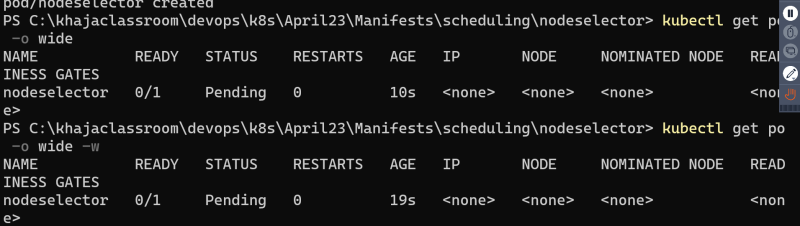 pod/nodeselector created
PS C:\khajaclassroom\devops\k8s\April23\Manifests\scheduling\nodeselector> kubectl get po
 -o wide
NAME           READY   STATUS    RESTARTS   AGE   IP       NODE     NOMINATED NODE   READ
INESS GATES
nodeselector   0/1     Pending   0          10s   <none>   <none>   <none>           <non
e>
PS C:\khajaclassroom\devops\k8s\April23\Manifests\scheduling\nodeselector> kubectl get po
 -o wide -w
NAME           READY   STATUS    RESTARTS   AGE   IP       NODE     NOMINATED NODE   READ
INESS GATES
nodeselector   0/1     Pending   0          19s   <none>   <none>   <none>           <non
e>